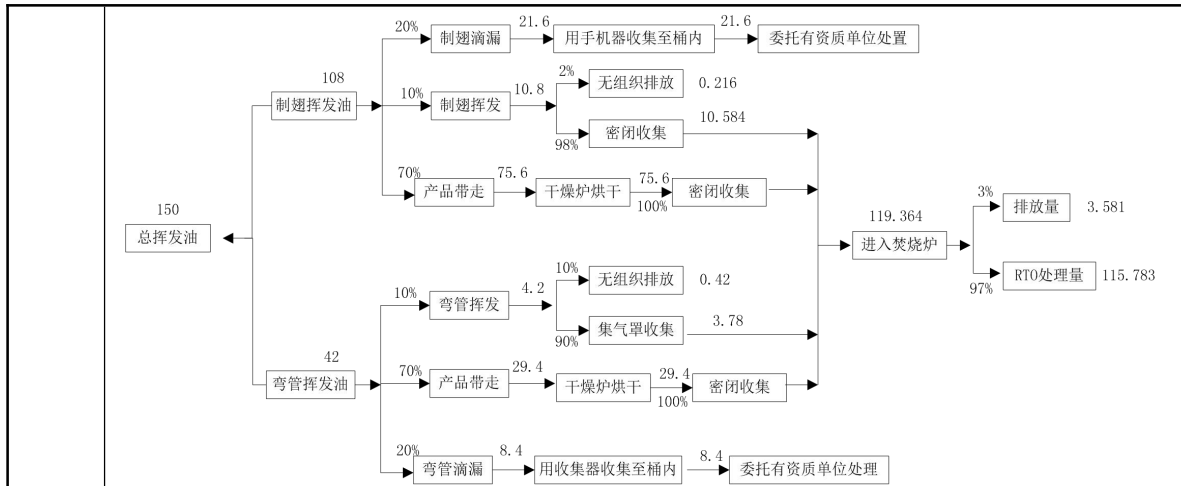 20% 制翅滴漏 21.6 用手机器收集至桶内 21.6 委托有资质单位处置
108 制翅挥发油
10% 制翅挥发 10.8
2% 无组织排放 0.216
98% 密闭收集 10.584
70% 产品带走 75.6 干燥炉烘干 75.6 100% 密闭收集
150 总挥发油
119.364 进入焚烧炉
3% 排放量 3.581
97% RTO处理量 115.783
10% 弯管挥发 4.2
10% 无组织排放 0.42
90% 集气罩收集 3.78
42 弯管挥发油
70% 产品带走 29.4 干燥炉烘干 29.4 100% 密闭收集
20% 弯管滴漏 8.4 用收集器收集至桶内 8.4 委托有资质单位处理